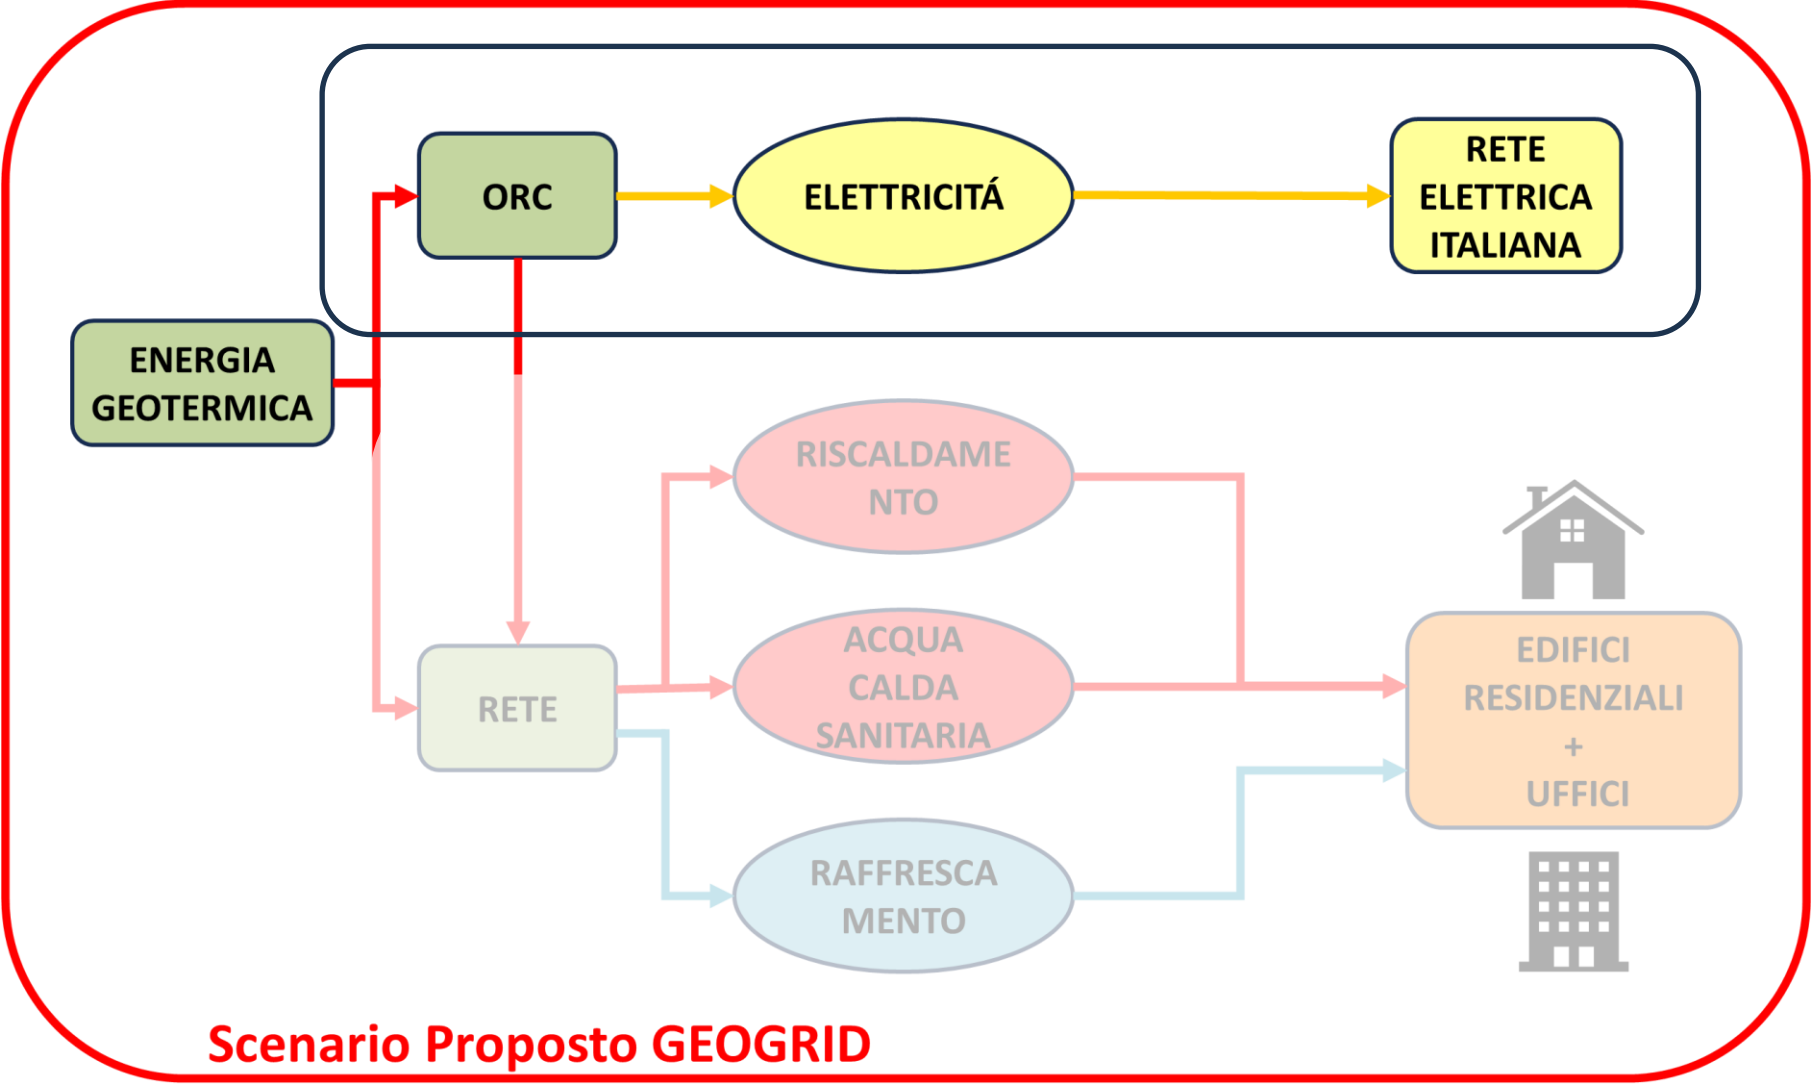 ORC
ELETTRICITÁ
RETE
ELETTRICA
ITALIANA
ENERGIA
GEOTERMICA
RISCALDAME
NTO
ACQUA
CALDA
SANITARIA
RETE
EDIFICI
RESIDENZIALI
+
UFFICI
RAFFRESCA
MENTO
Scenario Proposto GEOGRID